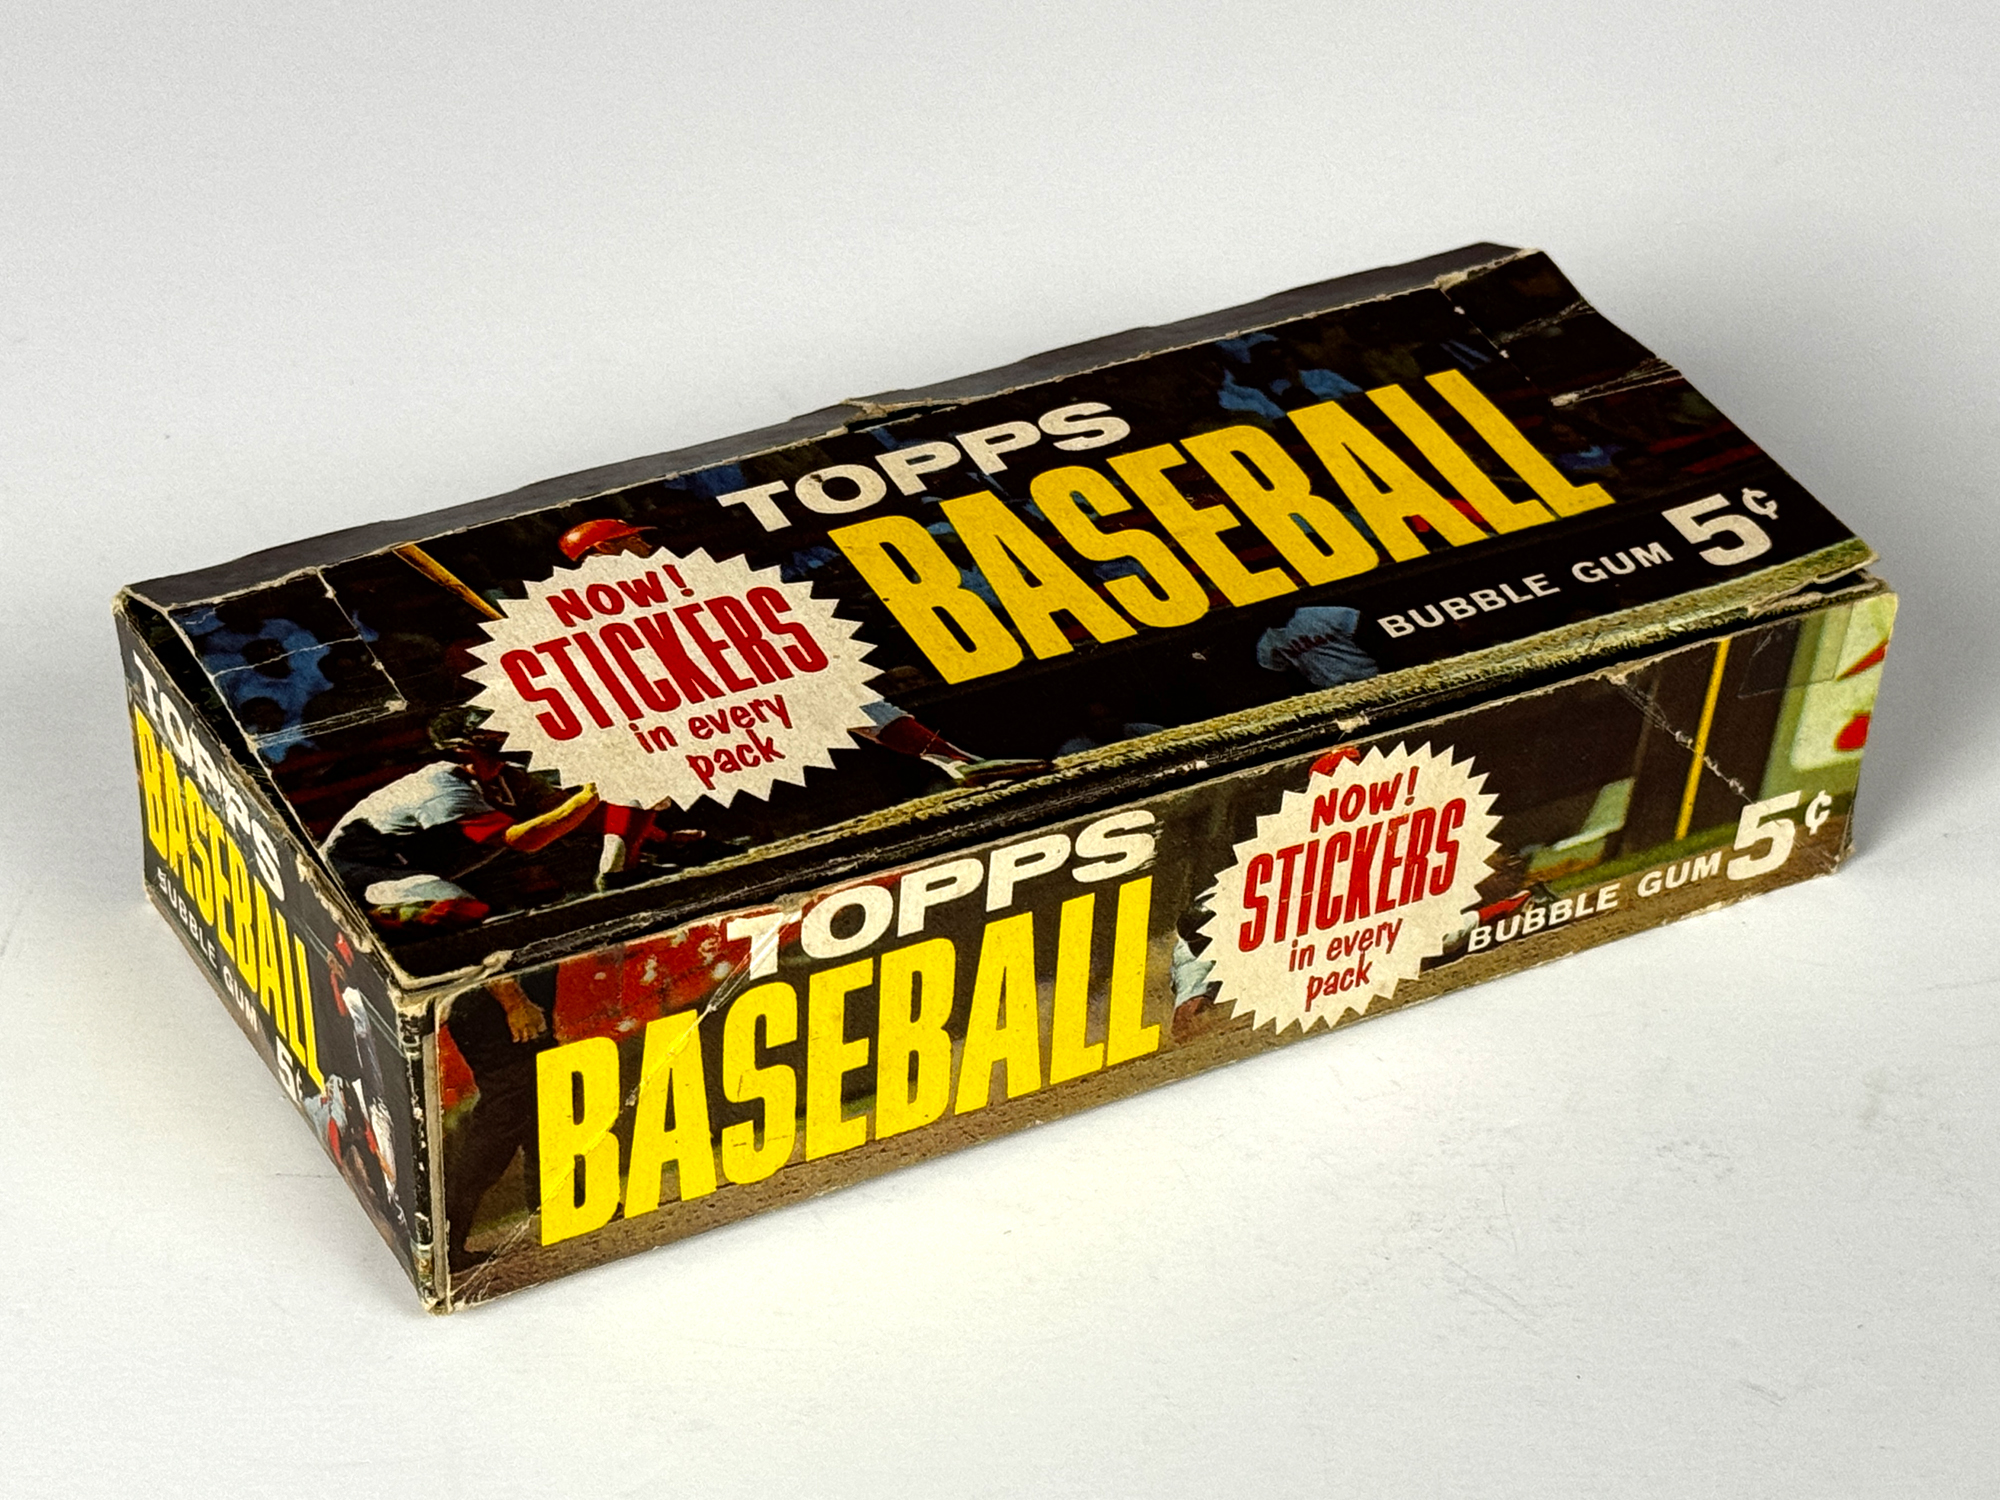 TOPPS
BASEBALL
BUBBLE GUM 5¢
NOW!
STICKERS
in every
pack
TOPPS
BASEBALL
BUBBLE GUM
5¢
TOPPS
BASEBALL
NOW!
STICKERS
in every
pack
BUBBLE GUM 5¢